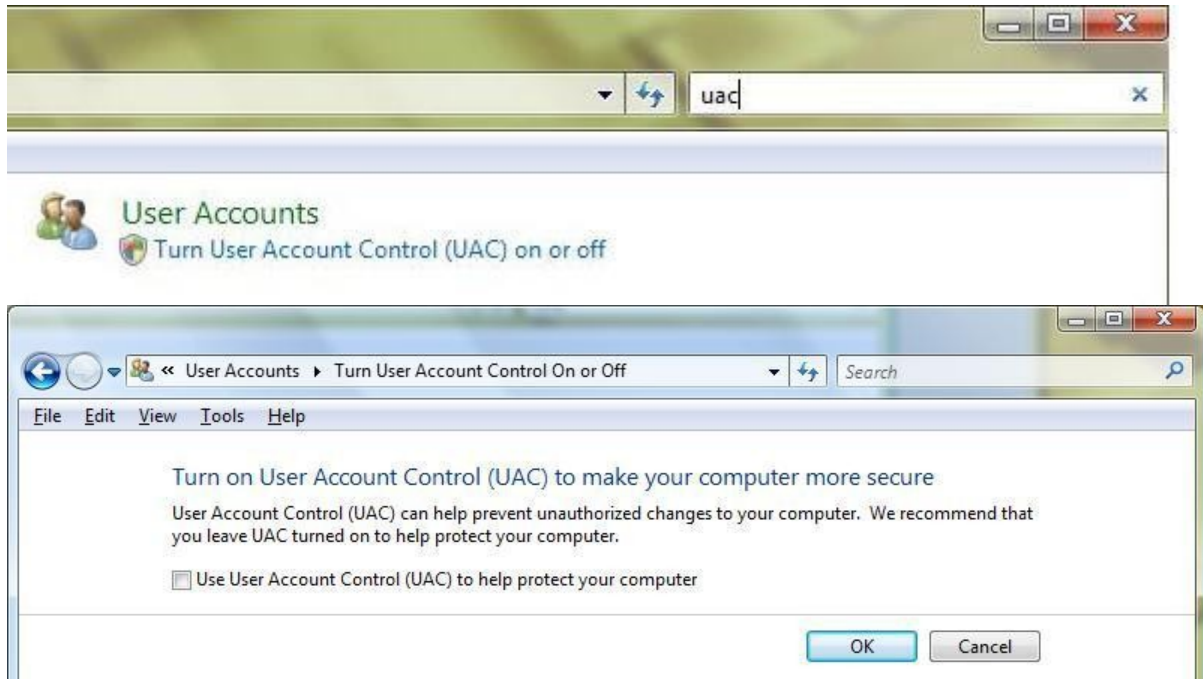 uac
User Accounts
Turn User Account Control (UAC) on or off
« User Accounts ▸ Turn User Account Control On or Off
Search
File Edit View Tools Help
Turn on User Account Control (UAC) to make your computer more secure
User Account Control (UAC) can help prevent unauthorized changes to your computer. We recommend that
you leave UAC turned on to help protect your computer.
Use User Account Control (UAC) to help protect your computer
OK Cancel